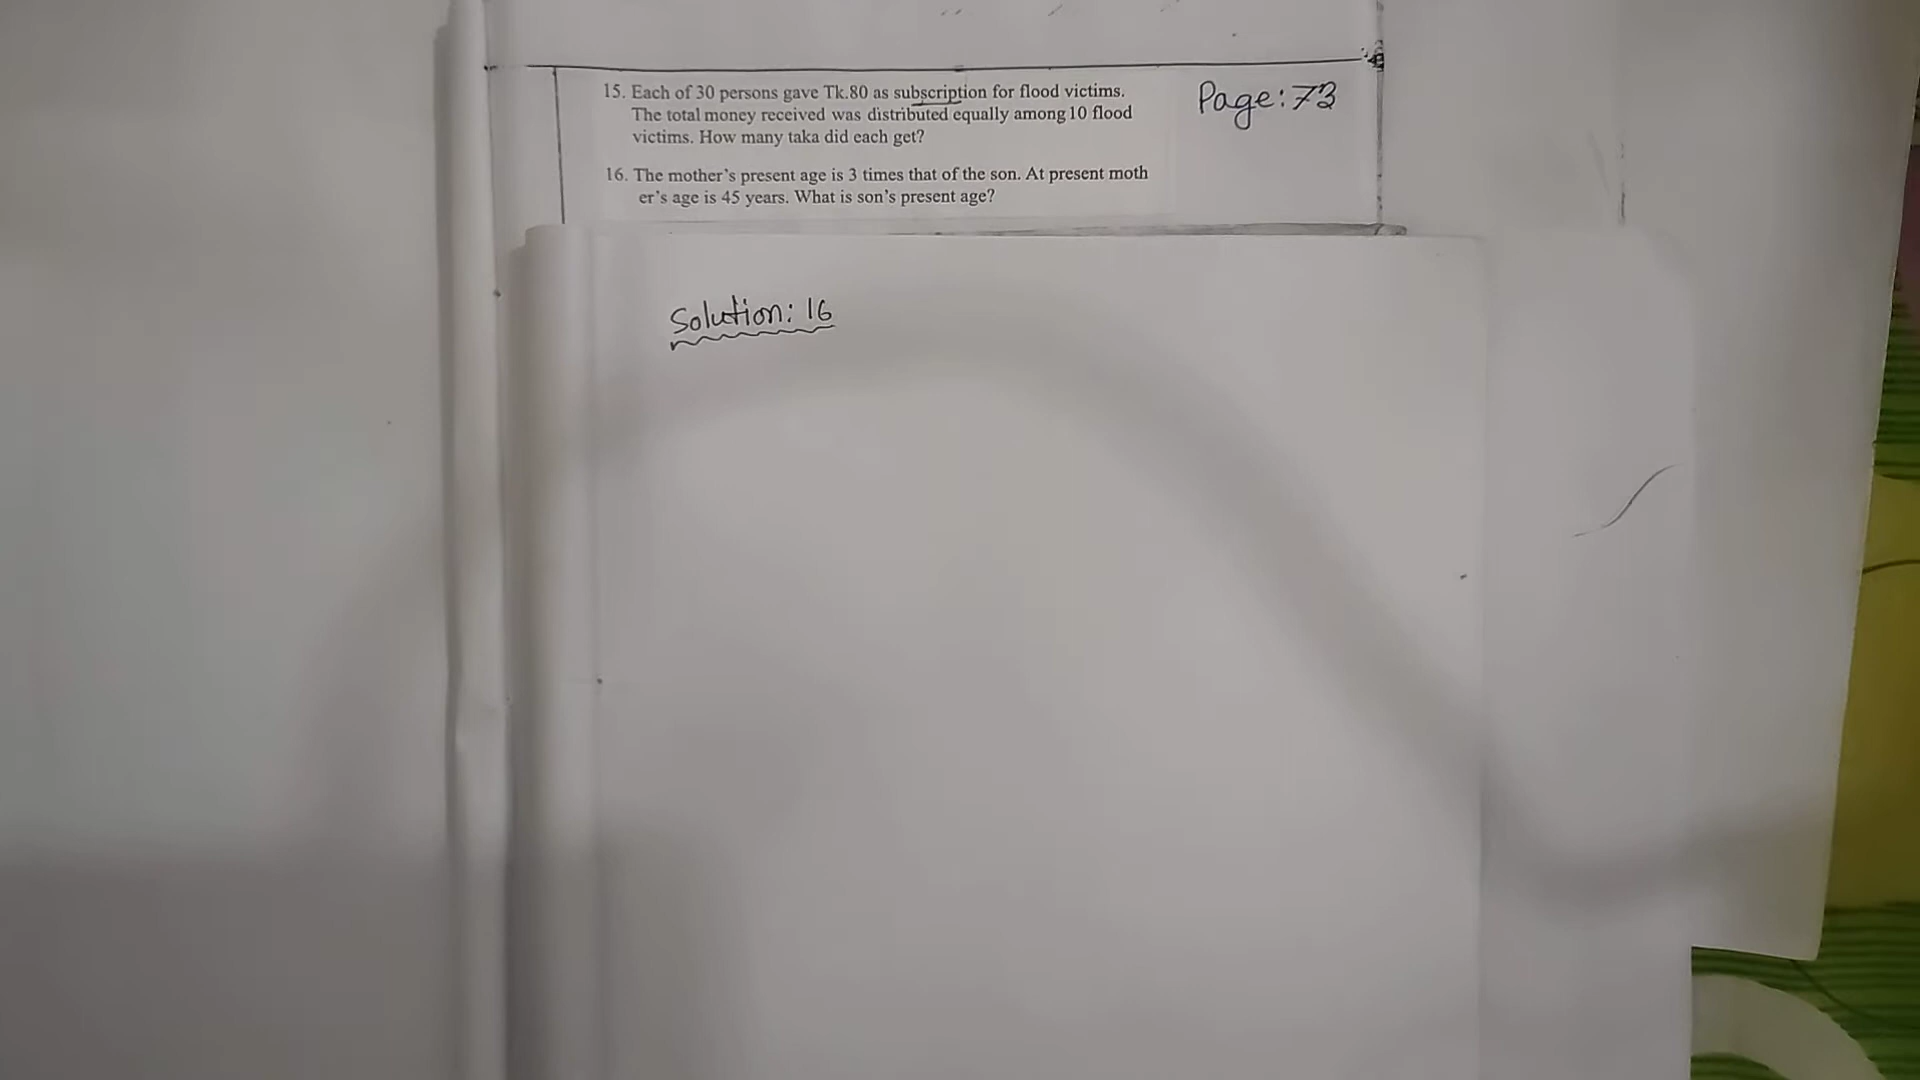 15. Each of 30 persons gave Tk.80 as subscription for flood victims.
The total money received was distributed equally among 10 flood
victims. How many taka did each get?
Page:73
16. The mother's present age is 3 times that of the son. At present moth
er's age is 45 years. What is son's present age?
Solution: 16